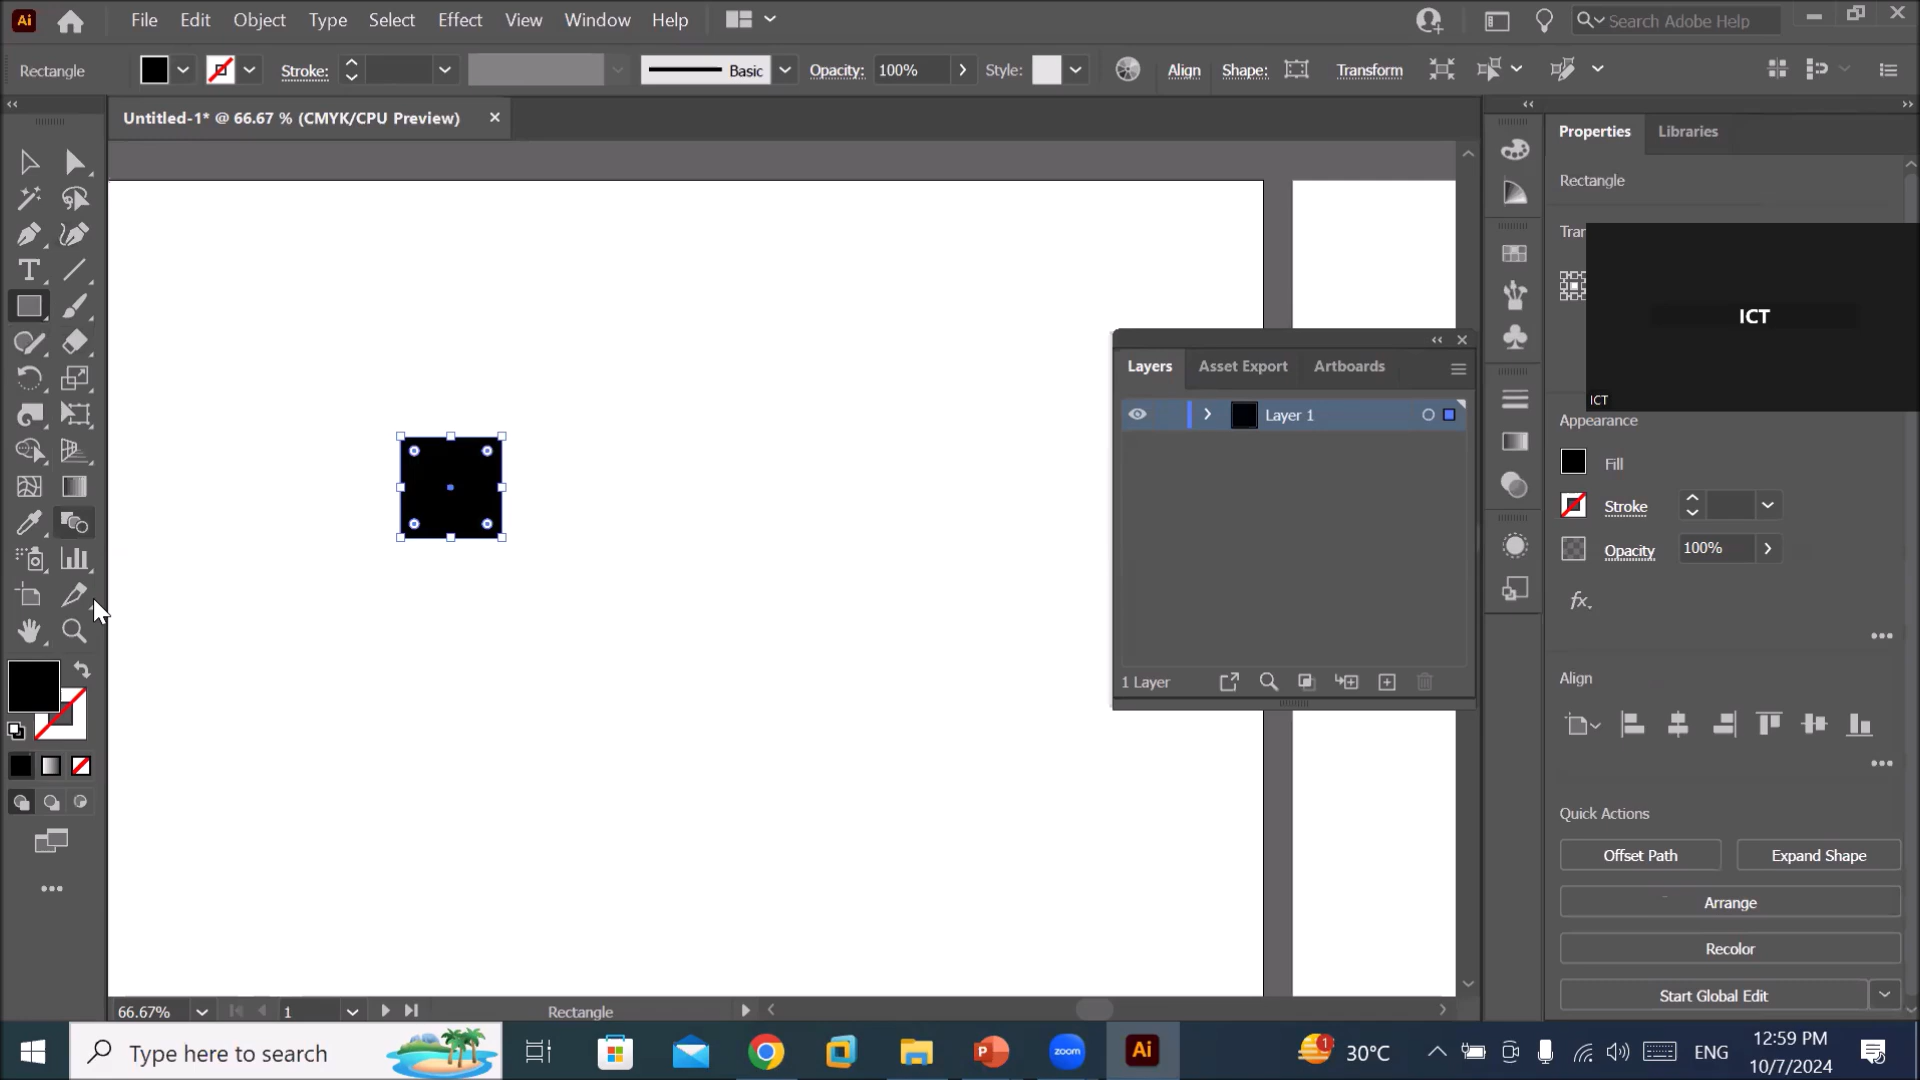 Ai File Edit Object Type Select Effect View Window Help Search Adobe Help
Rectangle Stroke: Basic Opacity: 100% Style: Align Shape: Transform
Untitled-1* @ 66.67 % (CMYK/CPU Preview)
Properties Libraries
Rectangle
Tran
ICT
ICT
Layers Asset Export Artboards
Layer 1
1 Layer
Appearance
Fill
Stroke
Opacity 100%
fx.
Align
Quick Actions
Offset Path Expand Shape
Arrange
Recolor
Start Global Edit
66.67% 1 Rectangle
Type here to search
zoom
Ai
1
30°C
ENG
12:59 PM
10/7/2024